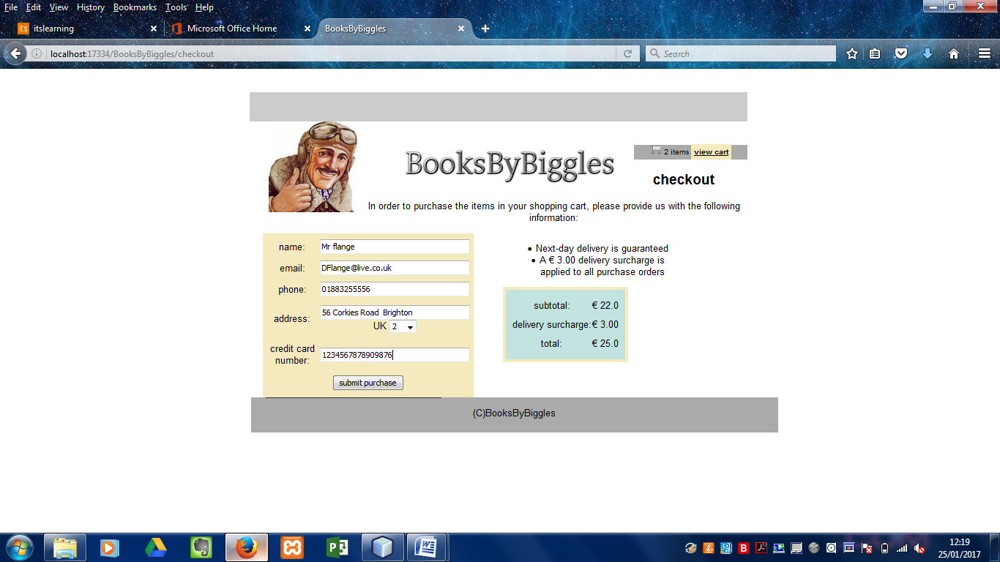 File Edit View History Bookmarks Tools Help
its itslearning
Microsoft Office Home
BooksByBiggles
localhost:17334/BooksByBiggles/checkout
Search
BooksByBiggles
2 items view cart
checkout
In order to purchase the items in your shopping cart, please provide us with the following
information:
name: Mr flange
email: DFlange@live.co.uk
phone: 01883255556
address: 56 Corkies Road Brighton
UK 2
credit card
number: 1234567878909876
submit purchase
• Next-day delivery is guaranteed
• A € 3.00 delivery surcharge is
applied to all purchase orders
subtotal: € 22.0
delivery surcharge: € 3.00
total: € 25.0
(C)BooksByBiggles
12:19
25/01/2017